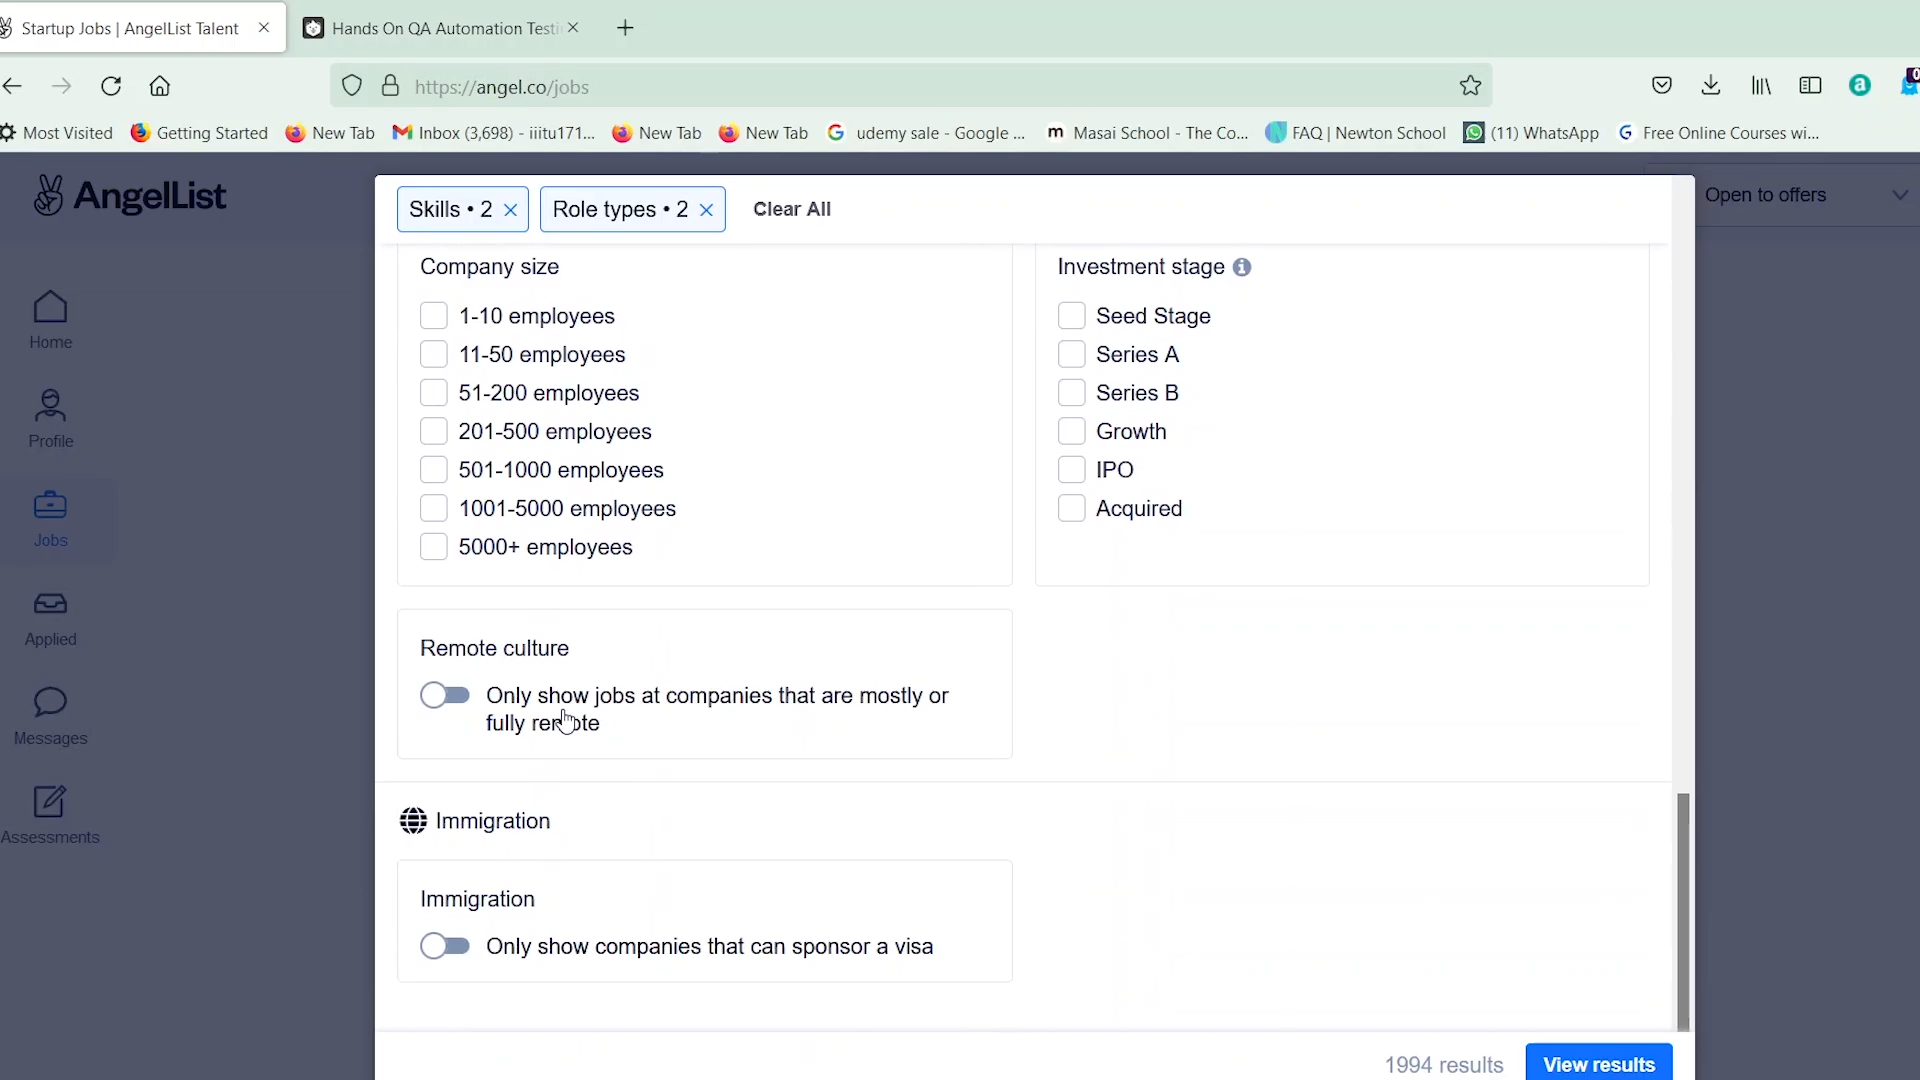 Startup Jobs | AngelList Talent
Hands On QA Automation Testi
https://angel.co/jobs
0
a
Most Visited
Getting Started
New Tab
Inbox (3,698) - iiitu171...
New Tab
New Tab
udemy sale - Google ...
m
Masai School - The Co...
FAQ | Newton School
(11) WhatsApp
Free Online Courses wi...
AngelList
Skills • 2
Role types • 2
Clear All
Open to offers
Home
Profile
Jobs
Applied
Messages
Assessments
Company size
1-10 employees
11-50 employees
51-200 employees
201-500 employees
501-1000 employees
1001-5000 employees
5000+ employees
Investment stage
Seed Stage
Series A
Series B
Growth
IPO
Acquired
Remote culture
Only show jobs at companies that are mostly or
fully remote
Immigration
Immigration
Only show companies that can sponsor a visa
1994 results
View results